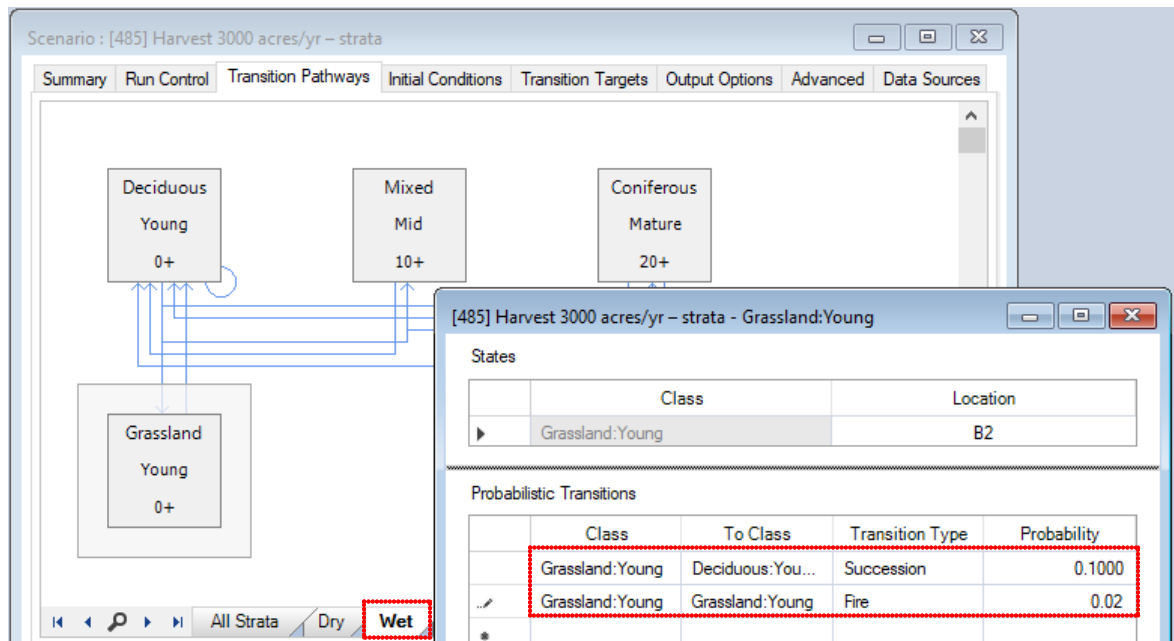 Scenario : [485] Harvest 3000 acres/yr – strata
Summary Run Control Transition Pathways Initial Conditions Transition Targets Output Options Advanced Data Sources
Deciduous Mixed Coniferous
Young Mid Mature
0+ 10+ 20+
[485] Harvest 3000 acres/yr – strata - Grassland:Young
States
Class Location
Grassland:Young B2
Grassland
Young
0+
Probabilistic Transitions
Class To Class Transition Type Probability
Grassland:Young Deciduous:You... Succession 0.1000
Grassland:Young Grassland:Young Fire 0.02
All Strata Dry Wet